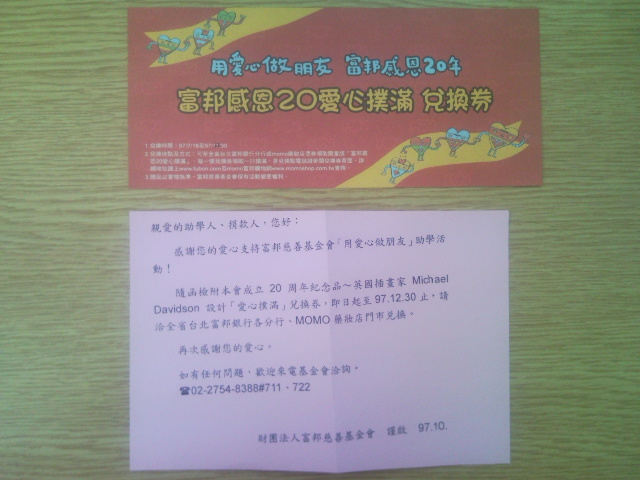 用愛心做朋友 富邦感恩20年
富邦感恩20愛心撲滿 兌換券
親愛的助學人、捐款人,您好:
感謝您的愛心支持富邦慈善基金會「用愛心做朋友」助學活
動!
隨函檢附本會成立 20 周年紀念品~英國插畫家 Michael
Davidson 設計「愛心撲滿」兌換券,即日起至 97.12.30 止,請
洽全省台北富邦銀行各分行、MOMO 藥妝店門市兌換。
再次感謝您的愛心。
如有任何問題,歡迎來電基金會洽詢。
☎02-2754-8388#711、722
財團法人富邦慈善基金會 謹啟 97.10.